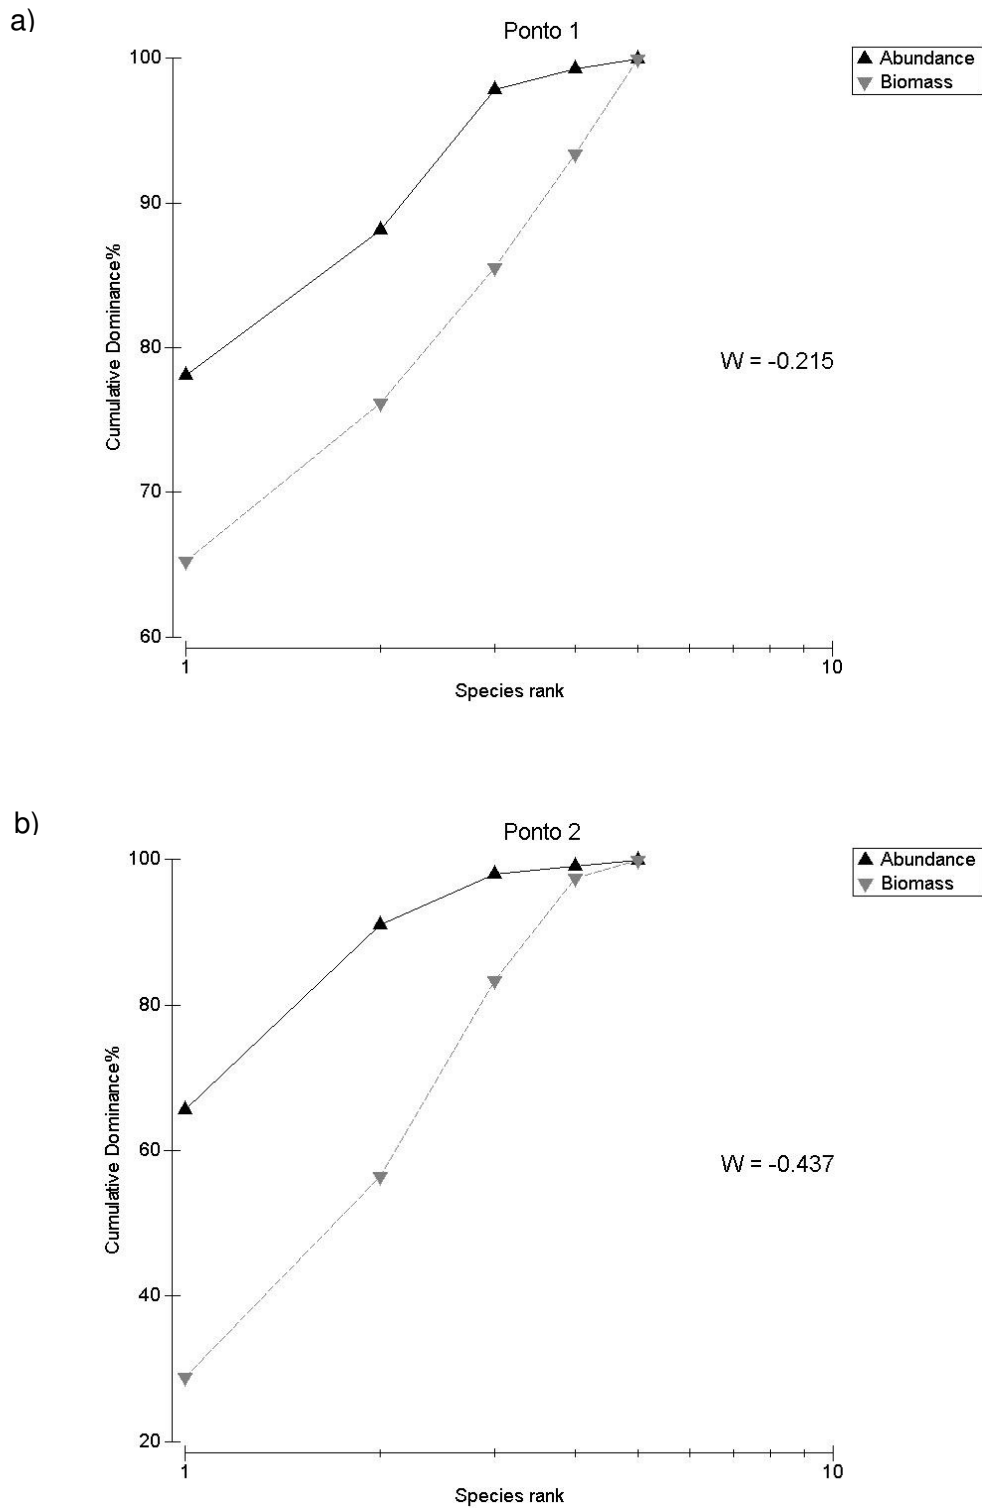 a)
Ponto 1
Abundance
Biomass
100
90
80
70
60
Cumulative Dominance%
W = -0.215
1
10
Species rank
b)
Ponto 2
Abundance
Biomass
100
80
60
40
20
Cumulative Dominance%
W = -0.437
1
10
Species rank